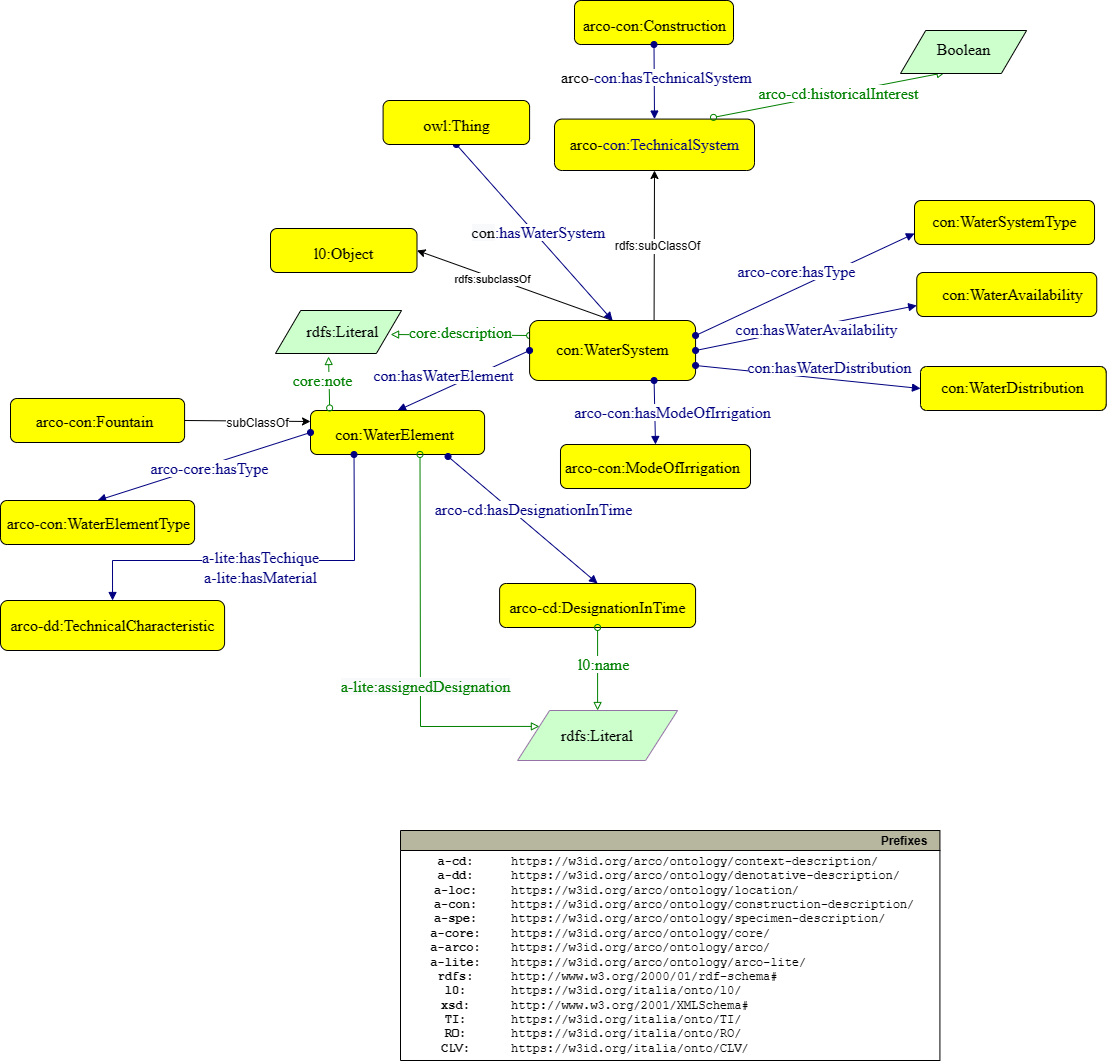 arco-con:Construction
Boolean
arco-con:hasTechnicalSystem
arco-cd:historicalInterest
owl:Thing
arco-con:TechnicalSystem
con:WaterSystemType
con:hasWaterSystem
rdfs:subClassOf
l0:Object
arco-core:hasType
rdfs:subclassOf
con:WaterAvailability
rdfs:Literal
core:description
con:hasWaterAvailability
con:WaterSystem
con:hasWaterDistribution
core:note
con:hasWaterElement
con:WaterDistribution
arco-con:hasModeOfIrrigation
arco-con:Fountain
subClassOf
con:WaterElement
arco-core:hasType
arco-con:ModeOfIrrigation
arco-cd:hasDesignationInTime
arco-con:WaterElementType
a-lite:hasTechique
a-lite:hasMaterial
arco-cd:DesignationInTime
arco-dd:TechnicalCharacteristic
l0:name
a-lite:assignedDesignation
rdfs:Literal
Prefixes
a-cd: https://w3id.org/arco/ontology/context-description/
a-dd: https://w3id.org/arco/ontology/denotative-description/
a-loc: https://w3id.org/arco/ontology/location/
a-con: https://w3id.org/arco/ontology/construction-description/
a-spe: https://w3id.org/arco/ontology/specimen-description/
a-core: https://w3id.org/arco/ontology/core/
a-arco: https://w3id.org/arco/ontology/arco/
a-lite: https://w3id.org/arco/ontology/arco-lite/
rdfs: http://www.w3.org/2000/01/rdf-schema#
l0: https://w3id.org/italia/onto/l0/
xsd: http://www.w3.org/2001/XMLSchema#
TI: https://w3id.org/italia/onto/TI/
RO: https://w3id.org/italia/onto/RO/
CLV: https://w3id.org/italia/onto/CLV/